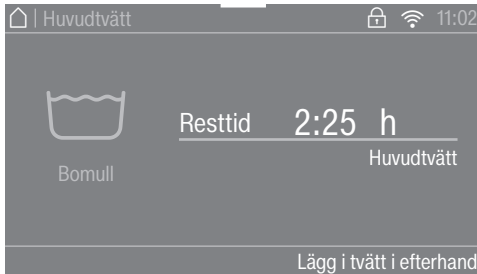 Huvudtvätt 11:02
Resttid 2:25 h
Huvudtvätt
Bomull
Lägg i tvätt i efterhand